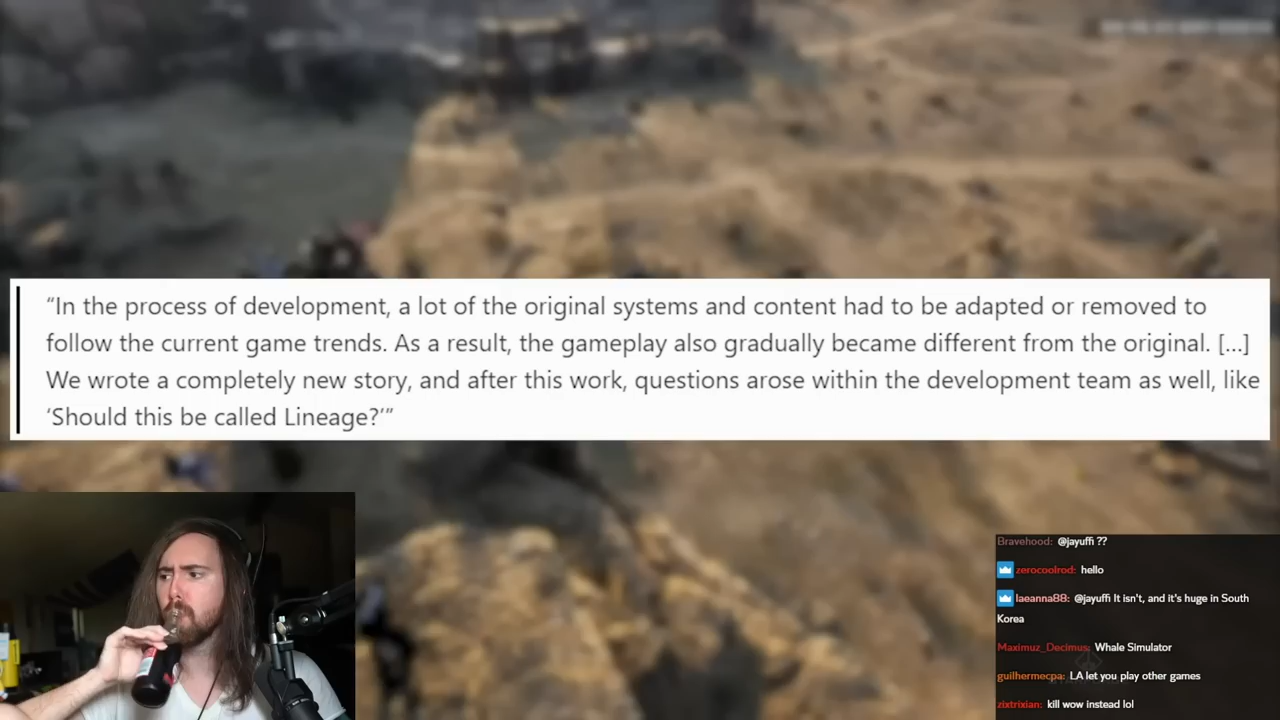 “In the process of development, a lot of the original systems and content had to be adapted or removed to
follow the current game trends. As a result, the gameplay also gradually became different from the original. [...]
We wrote a completely new story, and after this work, questions arose within the development team as well, like
‘Should this be called Lineage?’”
Bravehood: @jayuffi ??
zerocoolrod: hello
laeanna88: @jayuffi It isn't, and it's huge in South
Korea
Maximuz_Decimus: Whale Simulator
guilhermecpa: LA let you play other games
zixtrixian: kill wow instead lol